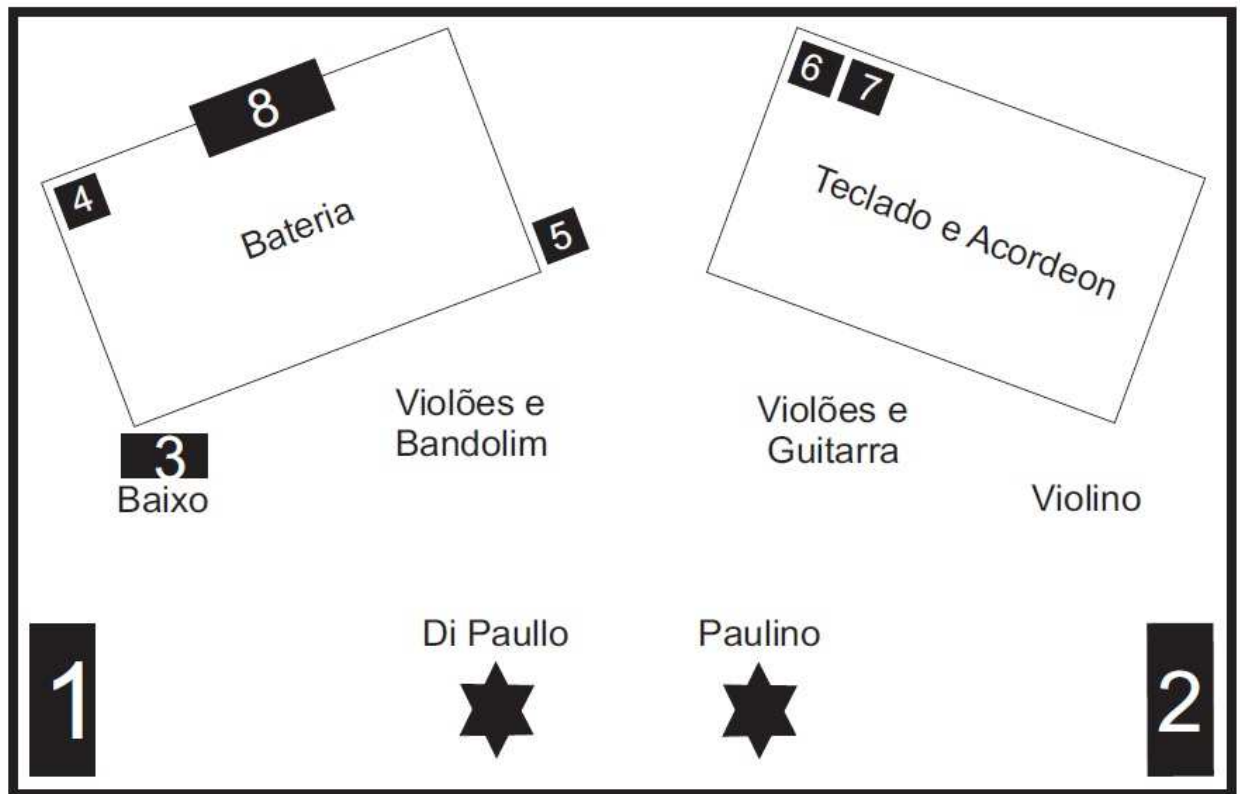 8
6 7
4
Bateria
5
Teclado e Acordeon
Violões e
Bandolim
Violões e
Guitarra
3
Baixo
Violino
Di Paullo
Paulino
1
2